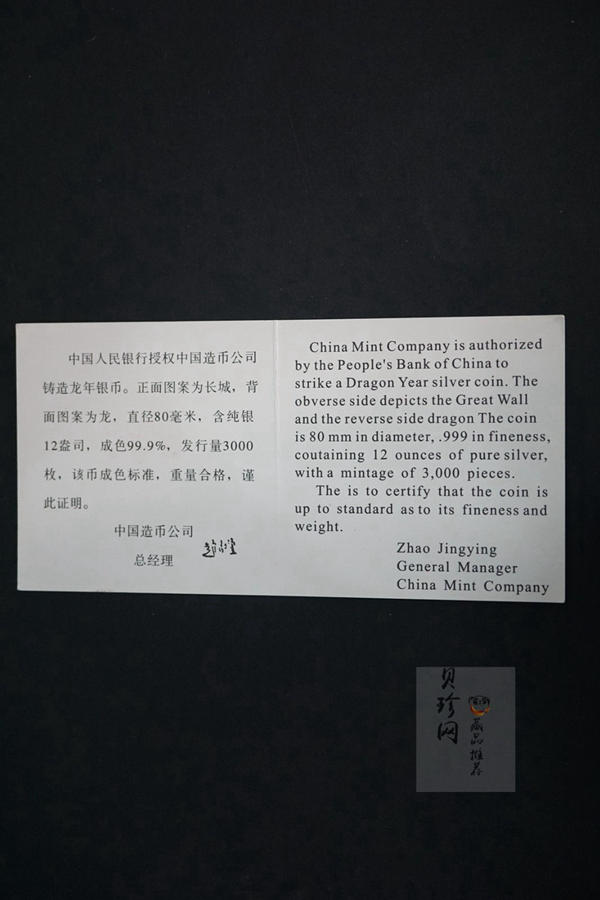 中国人民银行授权中国造币公司
铸造龙年银币。正面图案为长城，背
面图案为龙，直径80毫米，含纯银
12盎司，成色99.9%，发行量3000
枚，该币成色标准，重量合格，谨
此证明。
中国造币公司
总经理
China Mint Company is authorized
by the People's Bank of China to
strike a Dragon Year silver coin. The
obverse side depicts the Great Wall
and the reverse side dragon The coin
is 80 mm in diameter, .999 in fineness,
coutaining 12 ounces of pure silver,
with a mintage of 3,000 pieces.
The is to certify that the coin is
up to standard as to its fineness and
weight.
Zhao Jingying
General Manager
China Mint Company
贝珍网
藏品推荐